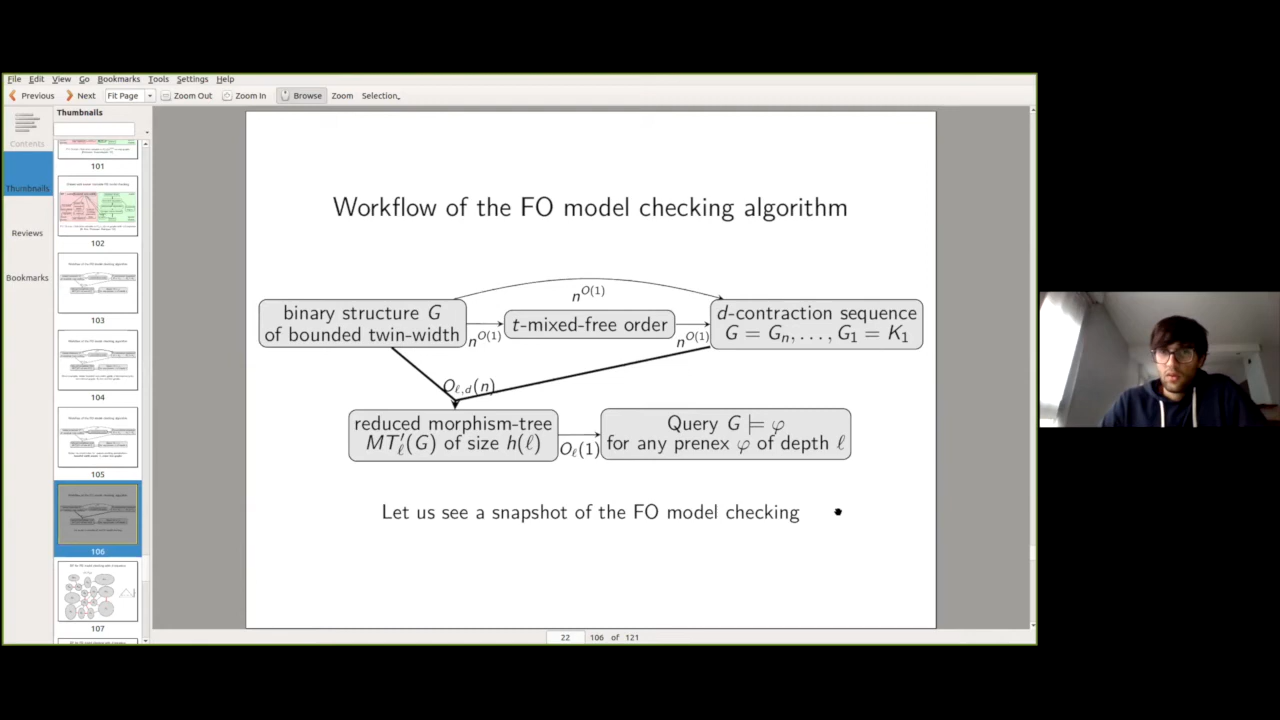 File Edit View Go Bookmarks Tools Settings Help
Previous Next Fit Page Zoom Out Zoom In Browse Zoom Selection
Thumbnails
Contents
Thumbnails
Reviews
Bookmarks
101
102
103
104
105
106
107
Workflow of the FO model checking algorithm
n^{O(1)}
binary structure G
of bounded twin-width
n^{O(1)}
t-mixed-free order
n^{O(1)}
d-contraction sequence
G = G_n, . . . , G_1 = K_1
O_{ℓ,d}(n)
reduced morphism-tree
MT'_ℓ(G) of size h(ℓ)
O_ℓ(1)
Query G ⊨ φ
for any prenex φ of depth ℓ
Let us see a snapshot of the FO model checking
22 106 of 121